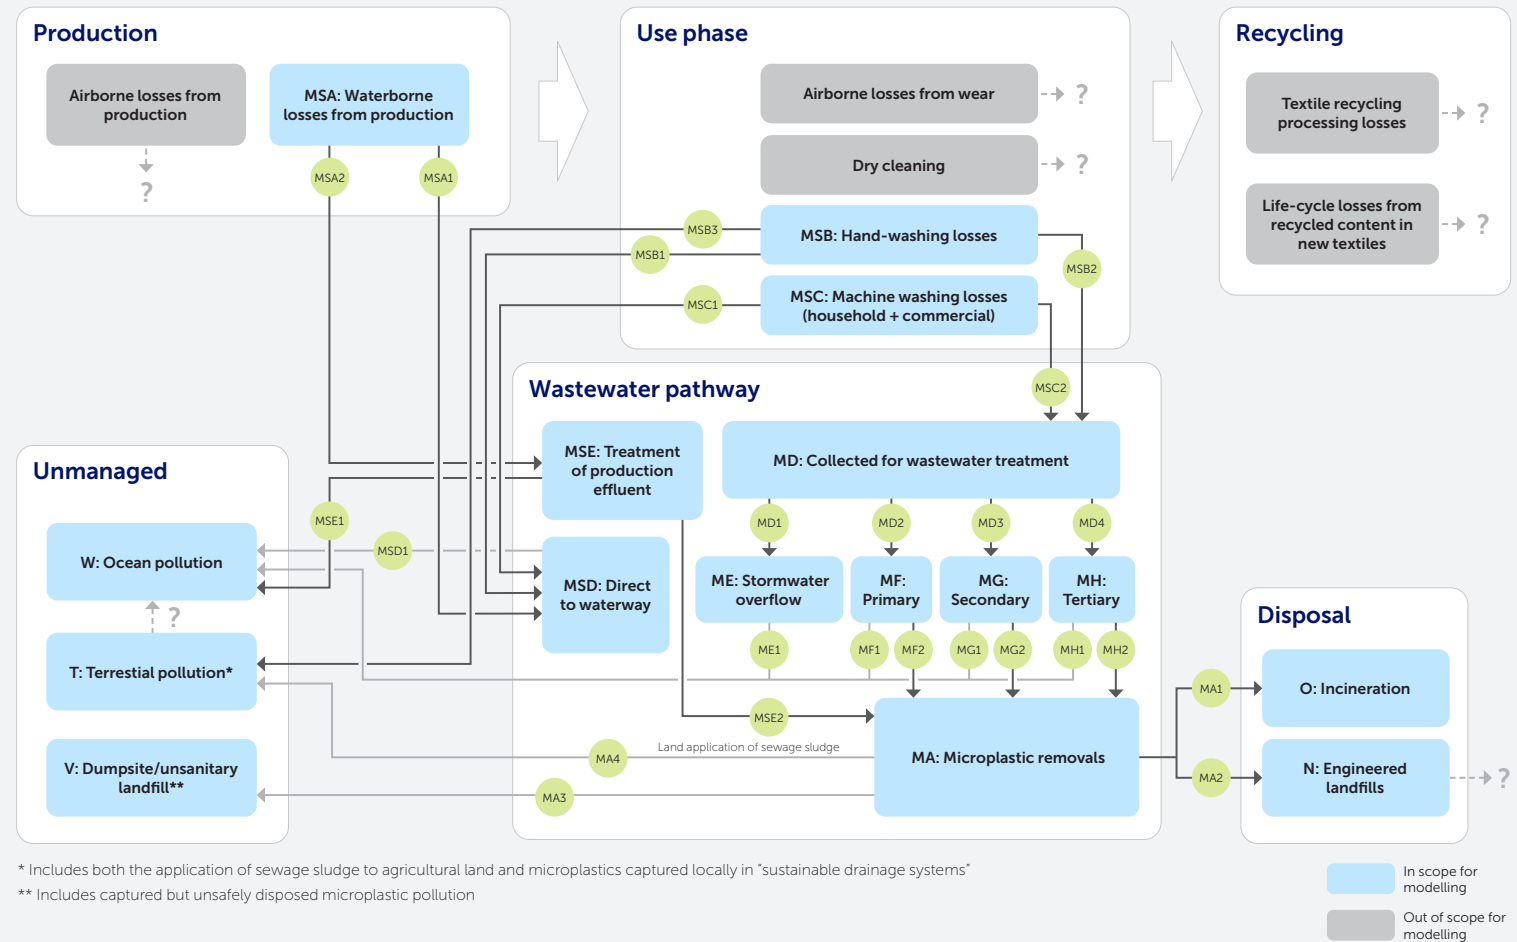 Production
Airborne losses from
production
?
MSA: Waterborne
losses from production
MSA2
MSA1
Use phase
Airborne losses from wear
?
Dry cleaning
?
MSB: Hand-washing losses
MSB3
MSB1
MSB2
MSC: Machine washing losses
(household + commercial)
MSC1
MSC2
Recycling
Textile recycling
processing losses
?
Life-cycle losses from
recycled content in
new textiles
?
Wastewater pathway
MSE: Treatment
of production
effluent
MD: Collected for wastewater treatment
MD1
MD2
MD3
MD4
MSD: Direct
to waterway
ME: Stormwater
overflow
MF:
Primary
MG:
Secondary
MH:
Tertiary
ME1
MF1
MF2
MG1
MG2
MH1
MH2
MSE2
Land application of sewage sludge
MA4
MA3
MA: Microplastic removals
Unmanaged
MSE1
MSD1
W: Ocean pollution
?
T: Terrestial pollution*
V: Dumpsite/unsanitary
landfill**
Disposal
MA1
O: Incineration
MA2
N: Engineered
landfills
?
* Includes both the application of sewage sludge to agricultural land and microplastics captured locally in “sustainable drainage systems”
** Includes captured but unsafely disposed microplastic pollution
In scope for
modelling
Out of scope for
modelling